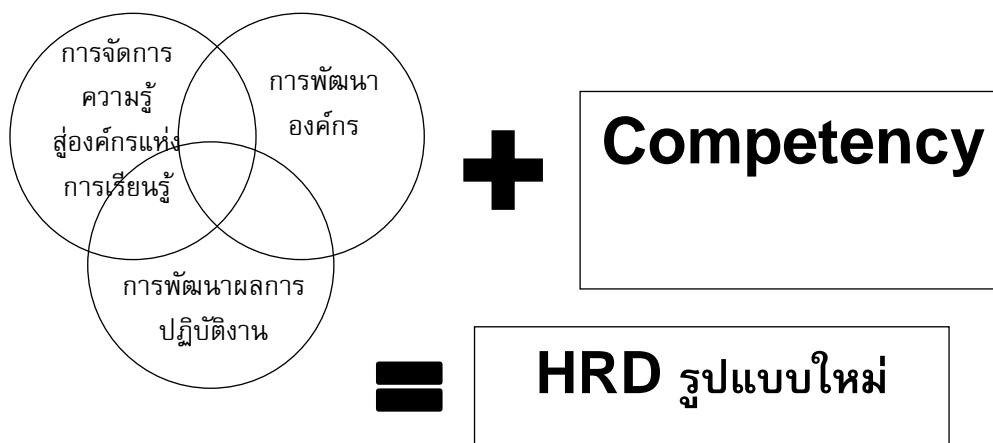 การจัดการ
ความรู้
สู่องค์กรแห่ง
การเรียนรู้
การพัฒนา
องค์กร
การพัฒนาผลการ
ปฏิบัติงาน
Competency
HRD รูปแบบใหม่